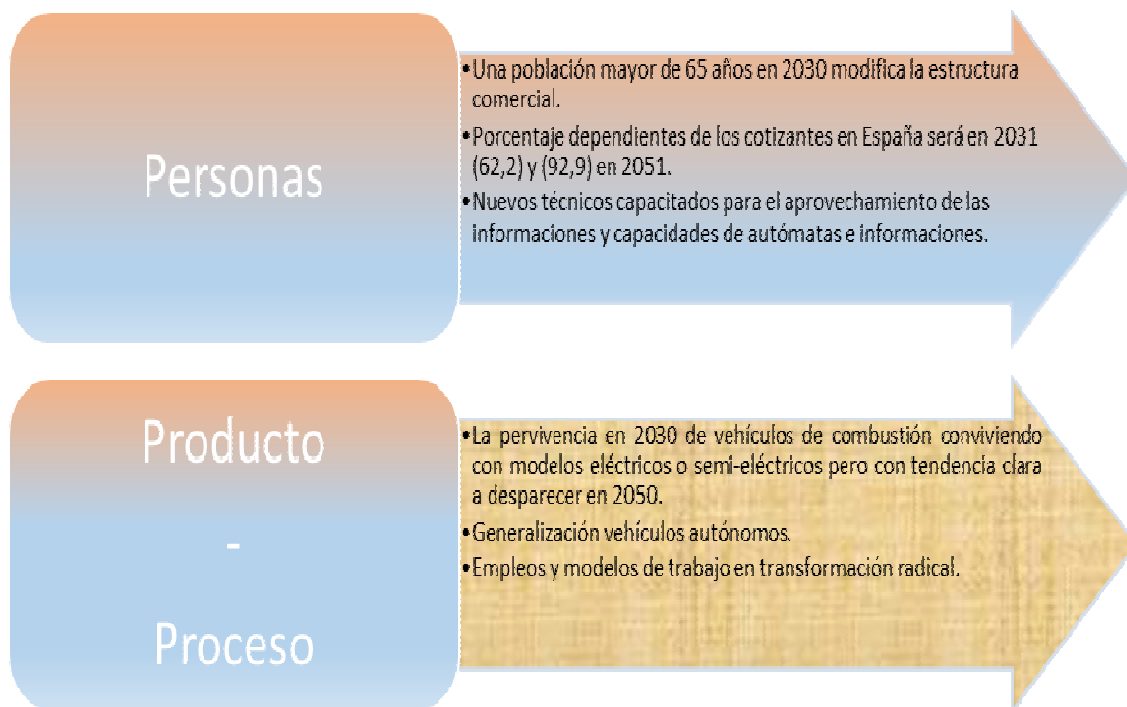 Personas
•Una población mayor de 65 años en 2030 modifica la estructura
comercial.
•Porcentaje dependientes de los cotizantes en España será en 2031
(62,2) y (92,9) en 2051.
•Nuevos técnicos capacitados para el aprovechamiento de las
informaciones y capacidades de autómatas e informaciones.
Producto
-
Proceso
•La pervivencia en 2030 de vehículos de combustión conviviendo
con modelos eléctricos o semi-eléctricos pero con tendencia clara
a desparecer en 2050.
•Generalización vehículos autónomos.
•Empleos y modelos de trabajo en transformación radical.